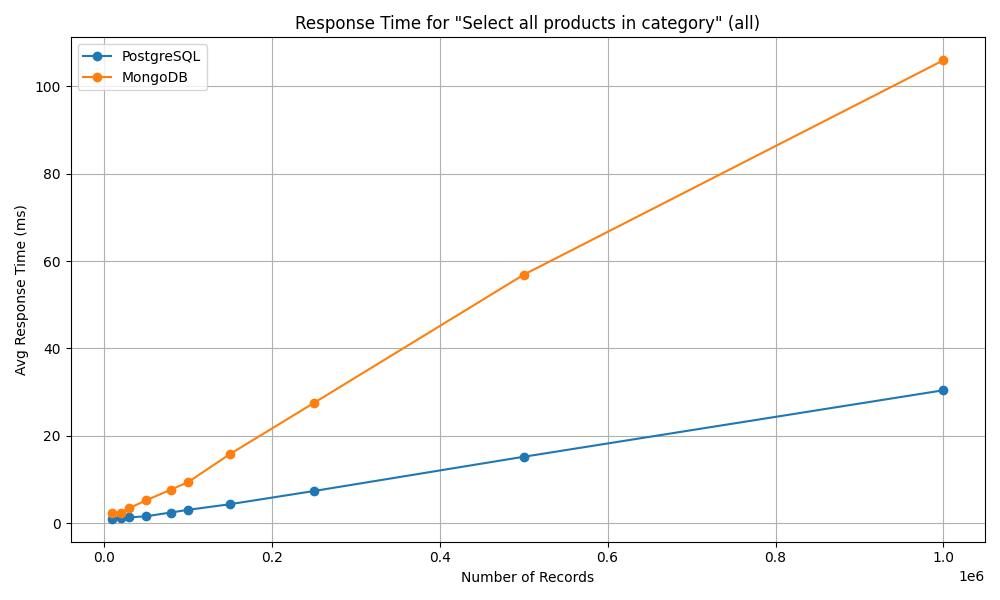 Response Time for "Select all products in category" (all)
PostgreSQL
MongoDB
Avg Response Time (ms)
100
80
60
40
20
0
0.0 0.2 0.4 0.6 0.8 1.0
1e6
Number of Records